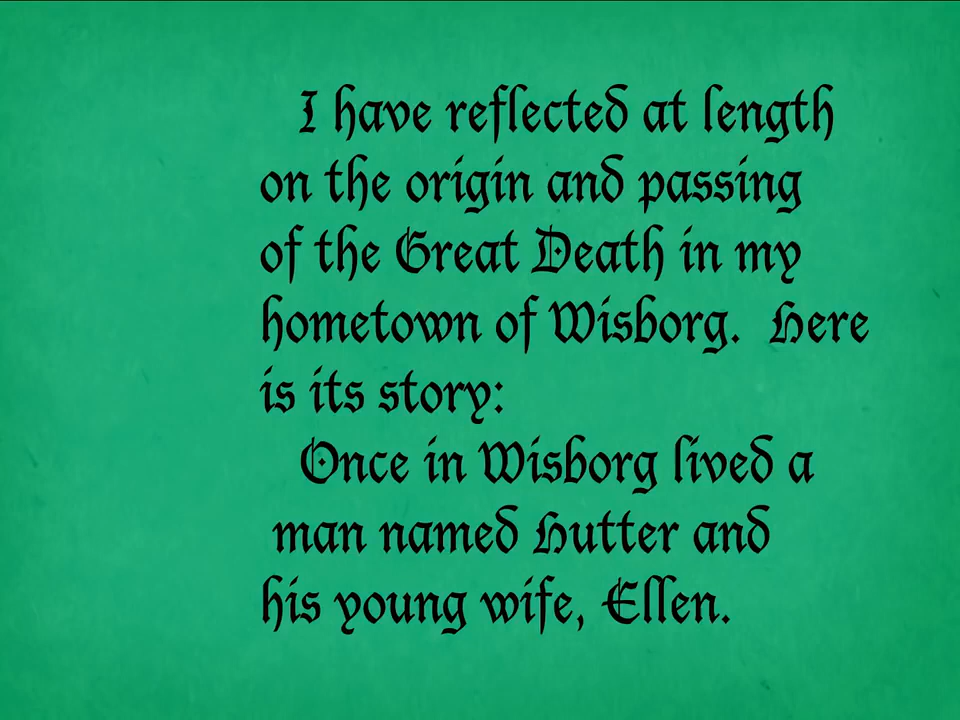 I have reflected at length
on the origin and passing
of the Great Death in my
hometown of Wisborg. Here
is its story:
Once in Wisborg lived a
man named Hutter and
his young wife, Ellen.